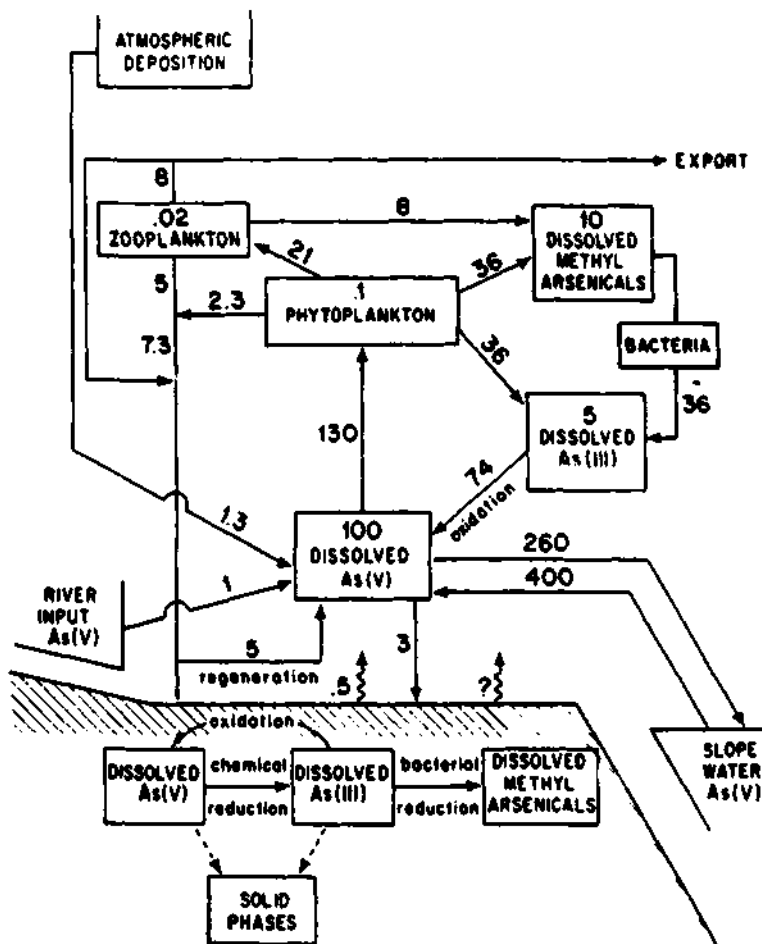 ATMOSPHERIC
DEPOSITION
EXPORT
8
.02
ZOOPLANKTON
8
10
DISSOLVED
METHYL
ARSENICALS
21
36
5
2.3
.1
PHYTOPLANKTON
BACTERIA
7.3
36
36
5
DISSOLVED
As(III)
130
74
oxidation
1.3
100
DISSOLVED
As(V)
260
400
RIVER
INPUT
As(V)
1
5
regeneration
3
.5
?
oxidation
DISSOLVED
As(V)
chemical
reduction
DISSOLVED
As(III)
bacterial
reduction
DISSOLVED
METHYL
ARSENICALS
SLOPE
WATER
As(V)
SOLID
PHASES